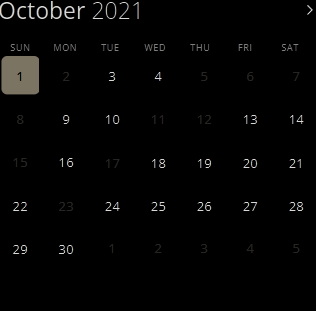 October 2021
SUN MON TUE WED THU FRI SAT
1 2 3 4 5 6 7
8 9 10 11 12 13 14
15 16 17 18 19 20 21
22 23 24 25 26 27 28
29 30 1 2 3 4 5